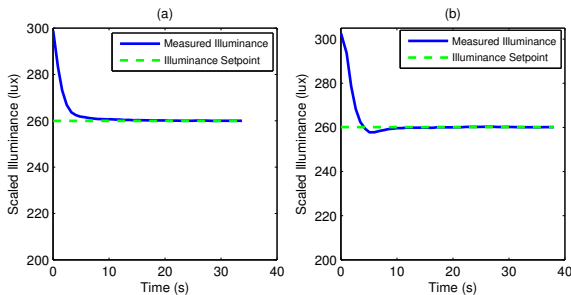 (a)
300
280
260
240
220
200
0
10
20
30
40
Scaled Illuminance (lux)
Time (s)
Measured Illuminance
Illuminance Setpoint
(b)
300
280
260
240
220
200
0
10
20
30
40
Scaled Illuminance (lux)
Time (s)
Measured Illuminance
Illuminance Setpoint